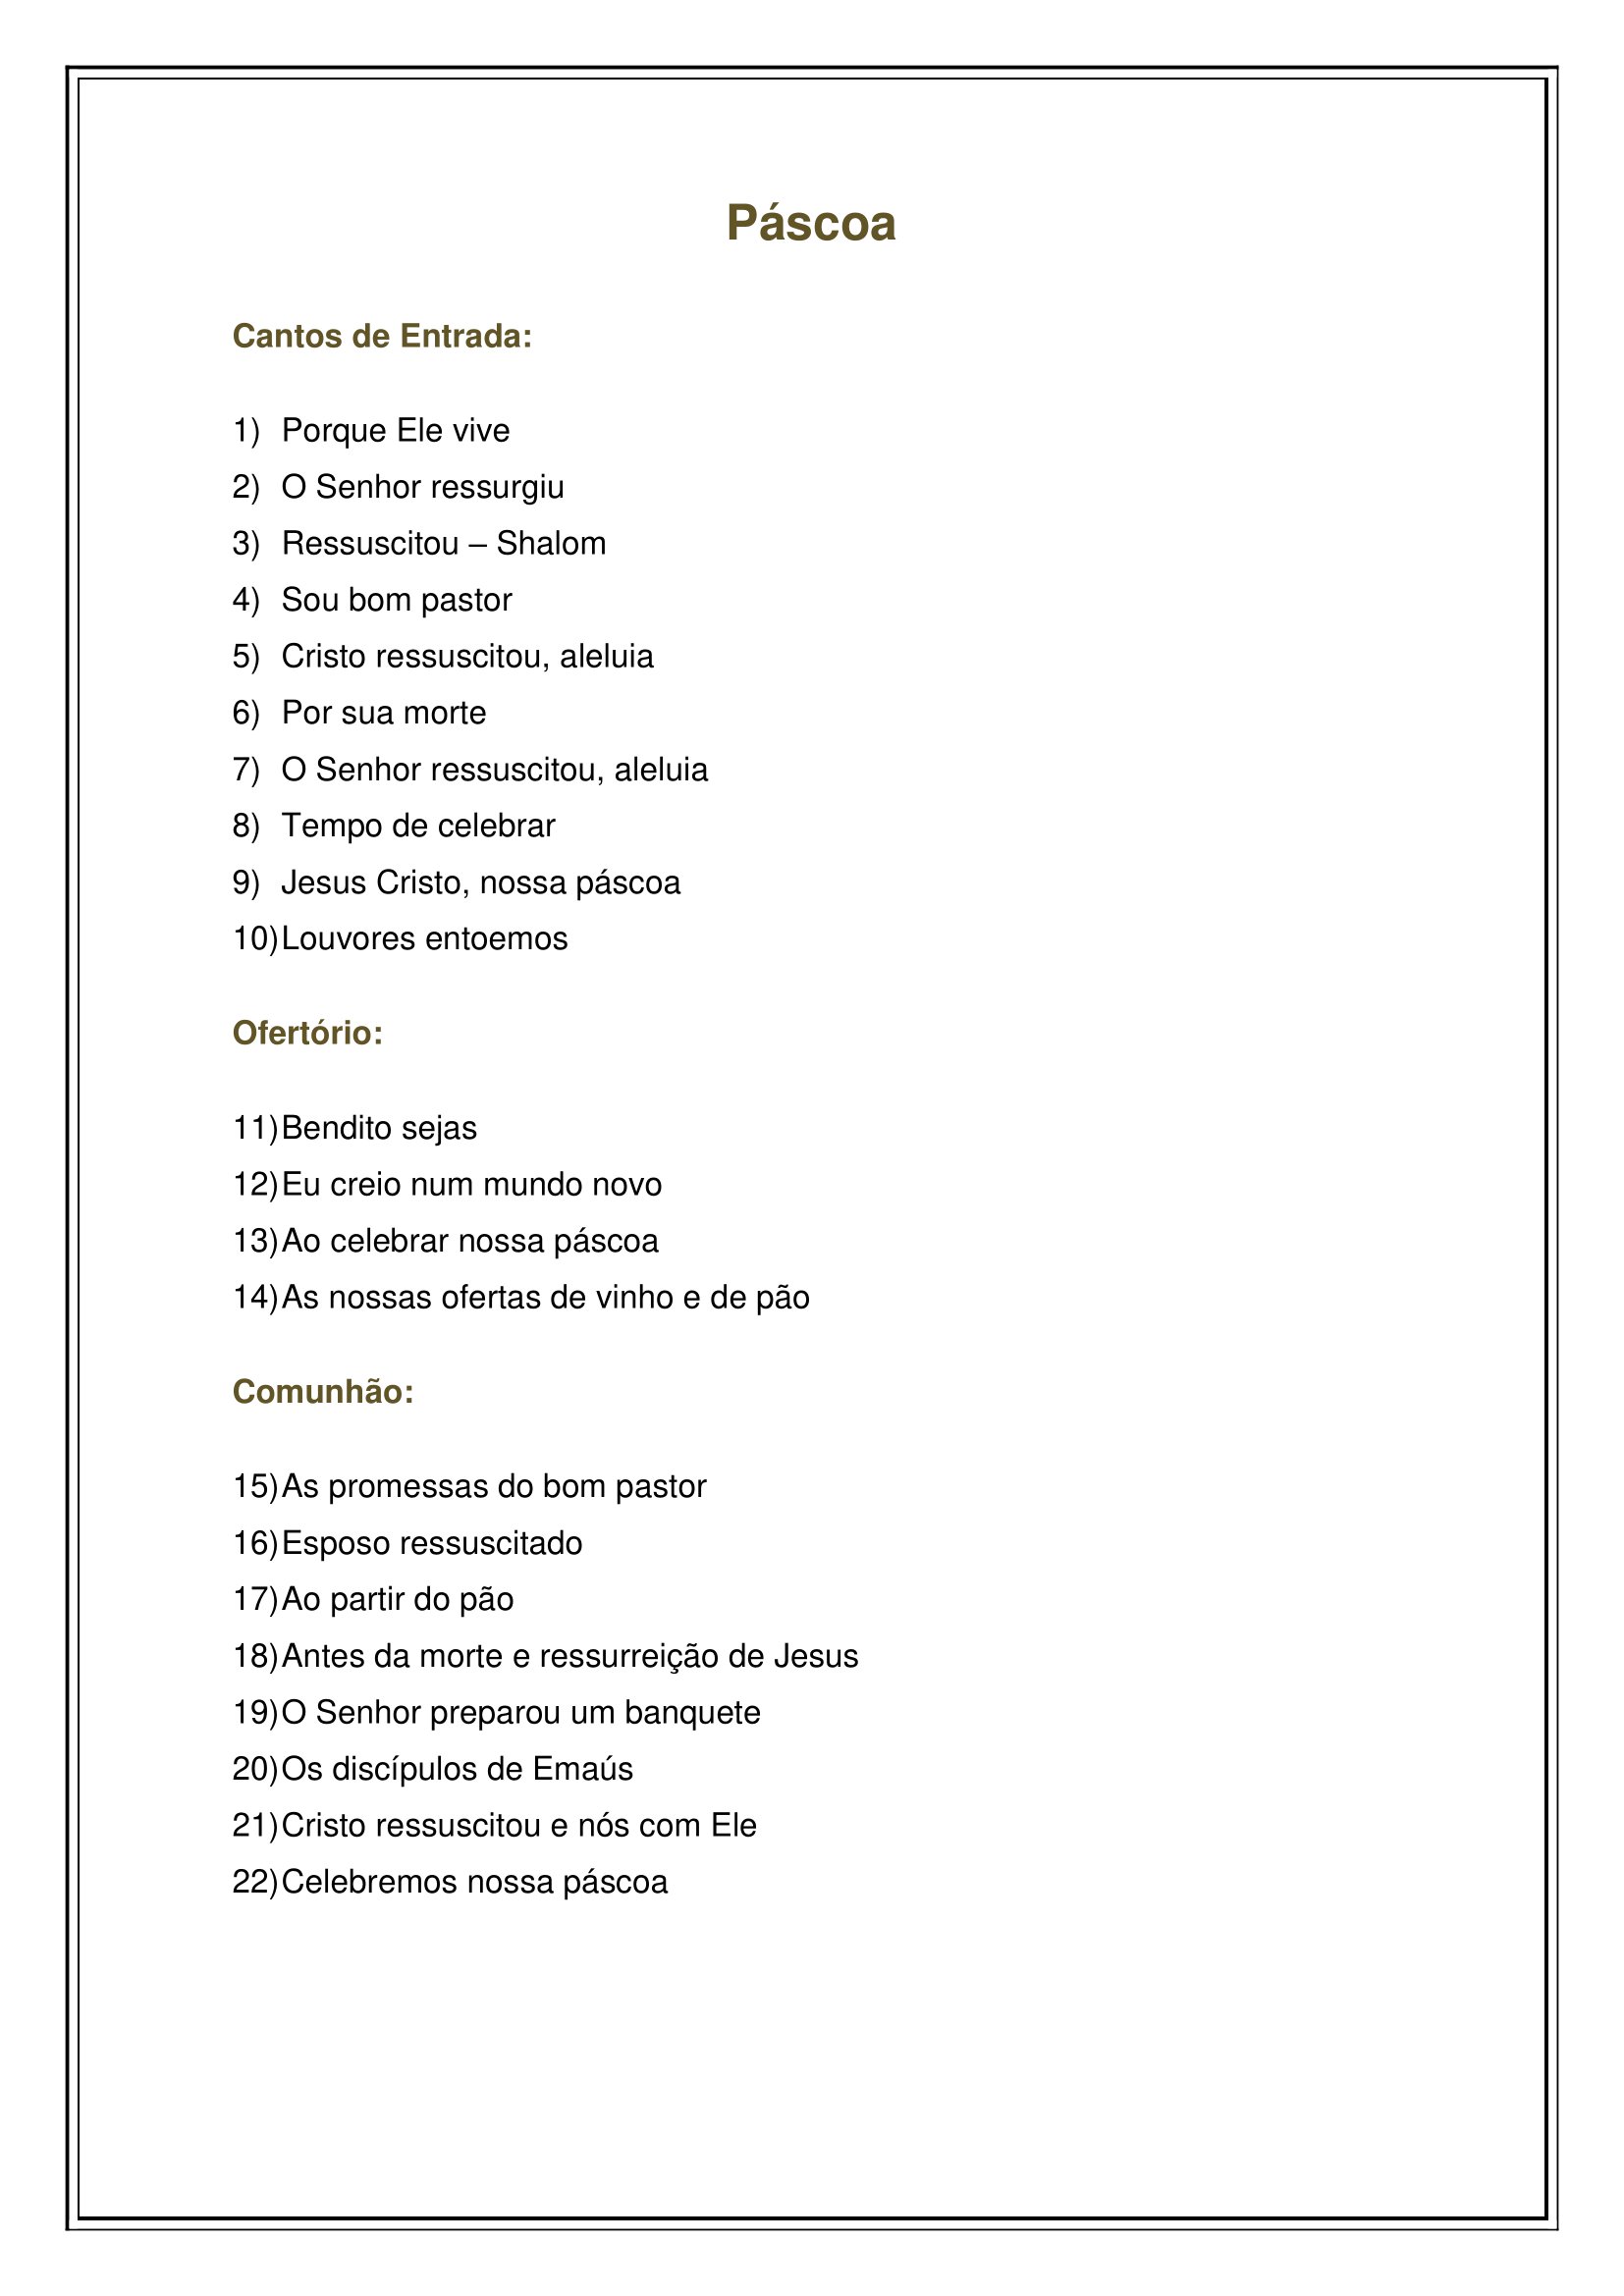 Páscoa
Cantos de Entrada:
1) Porque Ele vive
2) O Senhor ressurgiu
3) Ressuscitou – Shalom
4) Sou bom pastor
5) Cristo ressuscitou, aleluia
6) Por sua morte
7) O Senhor ressuscitou, aleluia
8) Tempo de celebrar
9) Jesus Cristo, nossa páscoa
10) Louvores entoemos
Ofertório:
11) Bendito sejas
12) Eu creio num mundo novo
13) Ao celebrar nossa páscoa
14) As nossas ofertas de vinho e de pão
Comunhão:
15) As promessas do bom pastor
16) Esposo ressuscitado
17) Ao partir do pão
18) Antes da morte e ressurreição de Jesus
19) O Senhor preparou um banquete
20) Os discípulos de Emaús
21) Cristo ressuscitou e nós com Ele
22) Celebremos nossa páscoa